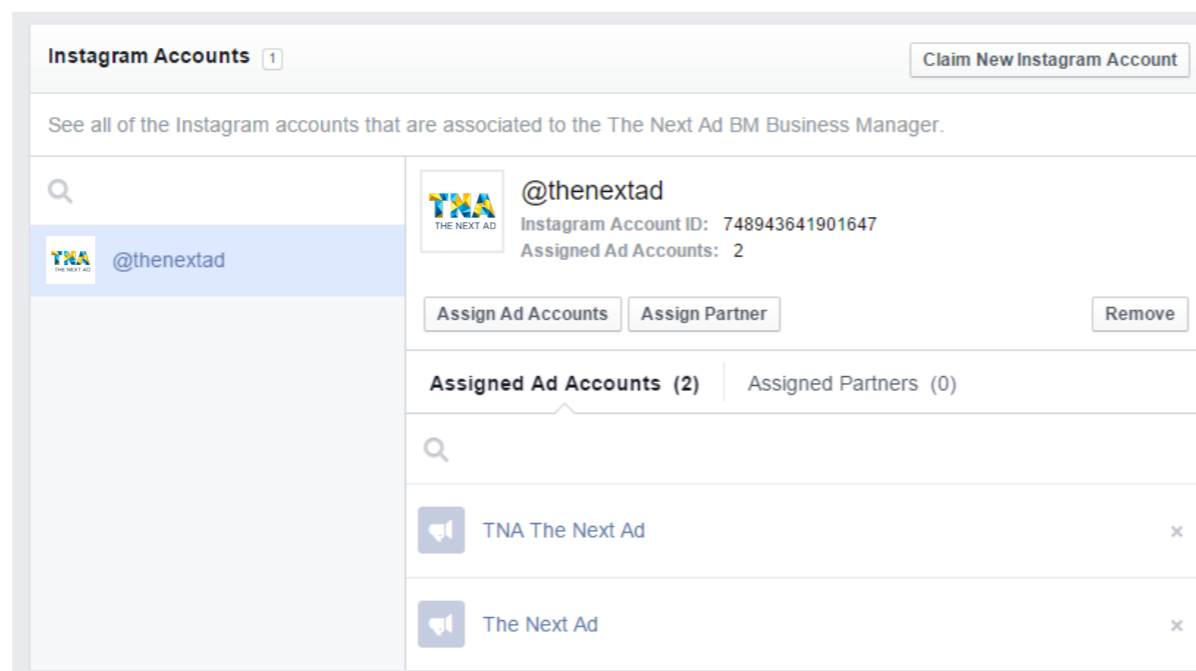 Instagram Accounts 1
Claim New Instagram Account
See all of the Instagram accounts that are associated to the The Next Ad BM Business Manager.
TNA
THE NEXT AD
@thenextad
TNA
THE NEXT AD
@thenextad
Instagram Account ID: 748943641901647
Assigned Ad Accounts: 2
Assign Ad Accounts
Assign Partner
Remove
Assigned Ad Accounts (2)
Assigned Partners (0)
TNA The Next Ad
The Next Ad